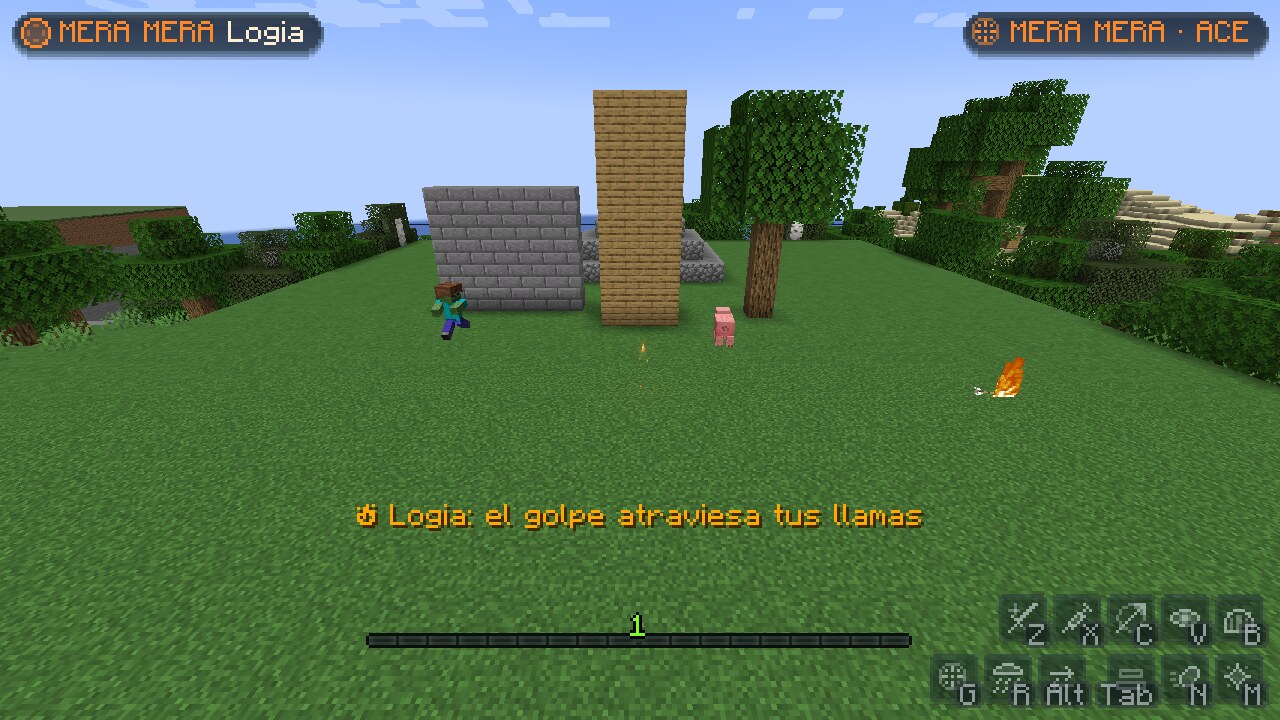 MERA MERA Logia
MERA MERA · ACE
Logia: el golpe atraviesa tus llamas
1
Z X C V B
G R Alt Tab N M